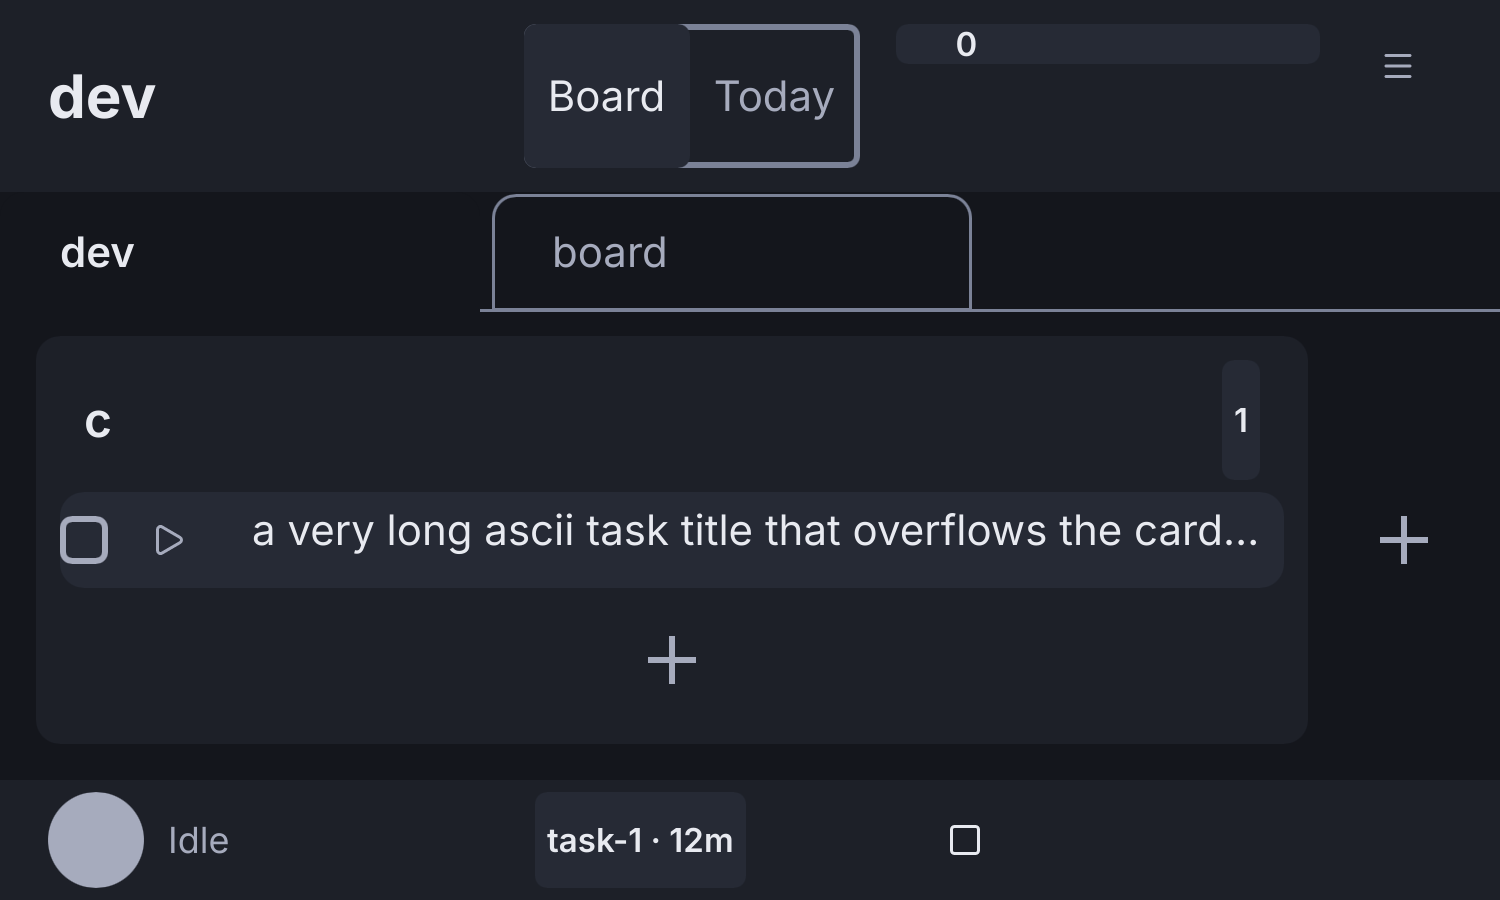 dev
Board
Today
0
dev
board
c
1
a very long ascii task title that overflows the card...
Idle
task-1 · 12m